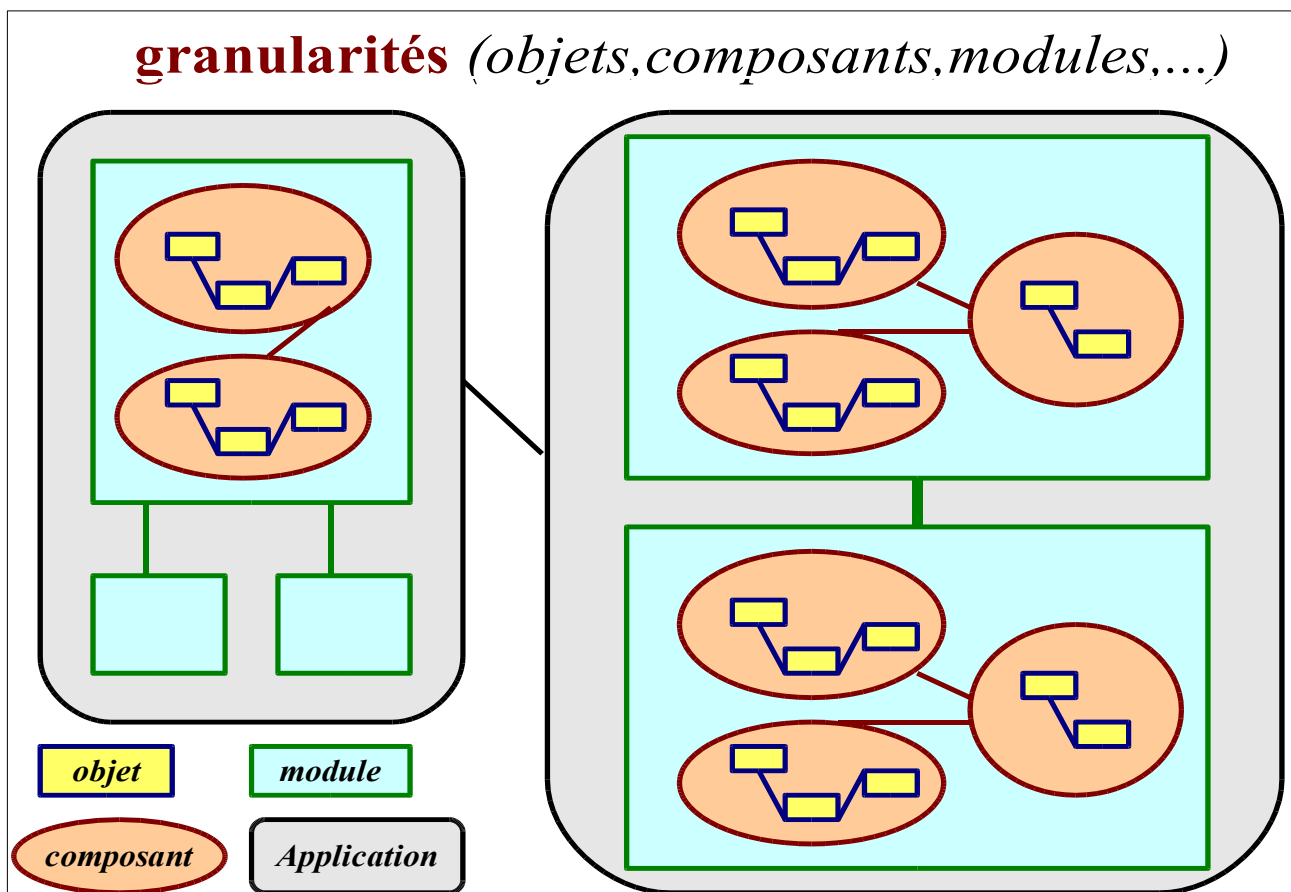 granularités (objets,composants,modules,...)
objet
module
composant
Application